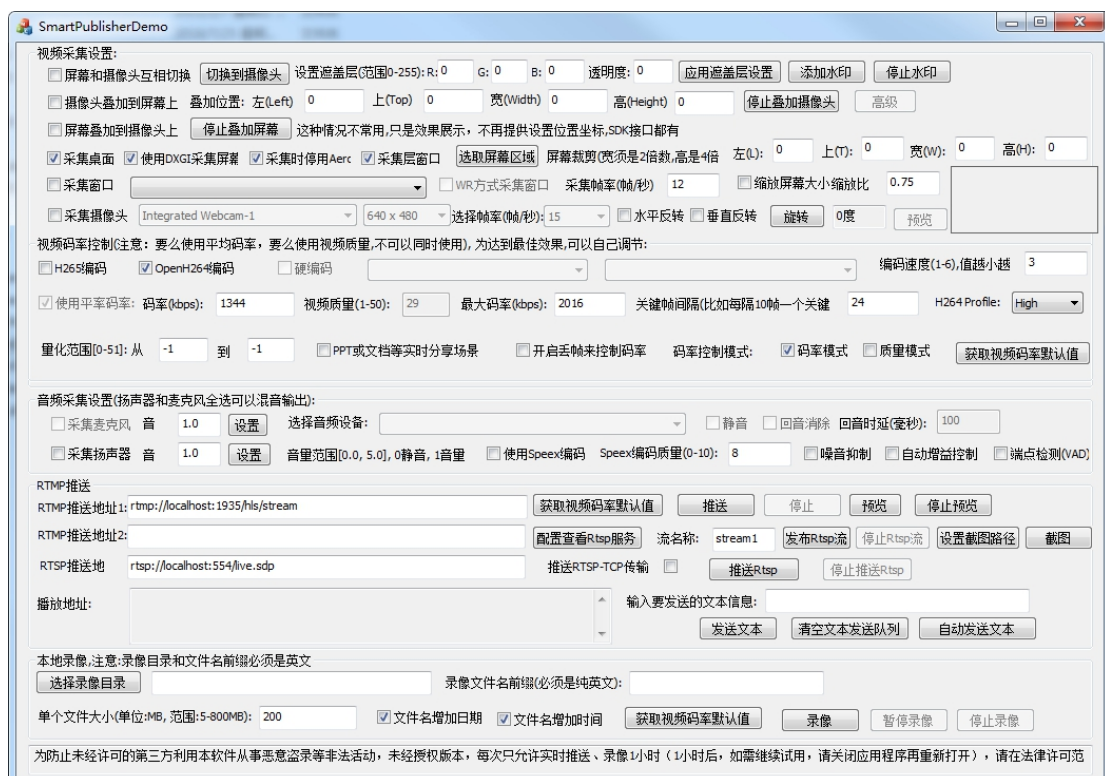 SmartPublisherDemo
视频采集设置:
屏幕和摄像头互相切换 切换到摄像头 设置遮盖层(范围0-255): R: 0 G: 0 B: 0 透明度: 0 应用遮盖层设置 添加水印 停止水印
摄像头叠加到屏幕上 叠加位置: 左(Left) 0 上(Top) 0 宽(Width) 0 高(Height) 0 停止叠加摄像头 高级
屏幕叠加到摄像头上 停止叠加屏幕 这种情况不常用,只是效果展示，不再提供设置位置坐标,SDK接口都有
采集桌面 使用DXGI采集屏幕 采集时停用Aero 采集层窗口 选取屏幕区域 屏幕裁剪(宽须是2倍数,高是4倍 左(L): 0 上(T): 0 宽(W): 0 高(H): 0
采集窗口 WR方式采集窗口 采集帧率(帧/秒) 12 缩放屏幕大小缩放比 0.75
采集摄像头 Integrated Webcam-1 640 x 480 选择帧率(帧/秒): 15 水平反转 垂直反转 旋转 0度 预览
视频码率控制(注意：要么使用平均码率，要么使用视频质量,不可以同时使用), 为达到最佳效果,可以自己调节:
H265编码 OpenH264编码 硬编码 编码速度(1-6),值越小越 3
使用平率码率: 码率(kbps): 1344 视频质量(1-50): 29 最大码率(kbps): 2016 关键帧间隔(比如每隔10帧一个关键 24 H264 Profile: High
量化范围[0-51]: 从 -1 到 -1 PPT或文档等实时分享场景 开启丢帧来控制码率 码率控制模式: 码率模式 质量模式 获取视频码率默认值
音频采集设置(扬声器和麦克风全选可以混音输出):
采集麦克风 音 1.0 设置 选择音频设备: 静音 回音消除 回音时延(毫秒): 100
采集扬声器 音 1.0 设置 音量范围[0.0, 5.0], 0静音, 1音量 使用Speex编码 Speex编码质量(0-10): 8 噪音抑制 自动增益控制 端点检测(VAD)
RTMP推送
RTMP推送地址1: rtmp://localhost:1935/hls/stream 获取视频码率默认值 推送 停止 预览 停止预览
RTMP推送地址2: 配置查看Rtsp服务 流名称: stream1 发布Rtsp流 停止Rtsp流 设置截图路径 截图
RTSP推送地 rtsp://localhost:554/live.sdp 推送RTSP-TCP传输 推送Rtsp 停止推送Rtsp
播放地址: 输入要发送的文本信息:
发送文本 清空文本发送队列 自动发送文本
本地录像,注意:录像目录和文件名前缀必须是英文
选择录像目录 录像文件名前缀(必须是纯英文):
单个文件大小(单位:MB, 范围:5-800MB): 200 文件名增加日期 文件名增加时间 获取视频码率默认值 录像 暂停录像 停止录像
为防止未经许可的第三方利用本软件从事恶意盗录等非法活动，未经授权版本，每次只允许实时推送、录像1小时（1小时后，如需继续试用，请关闭应用程序再重新打开），请在法律许可范